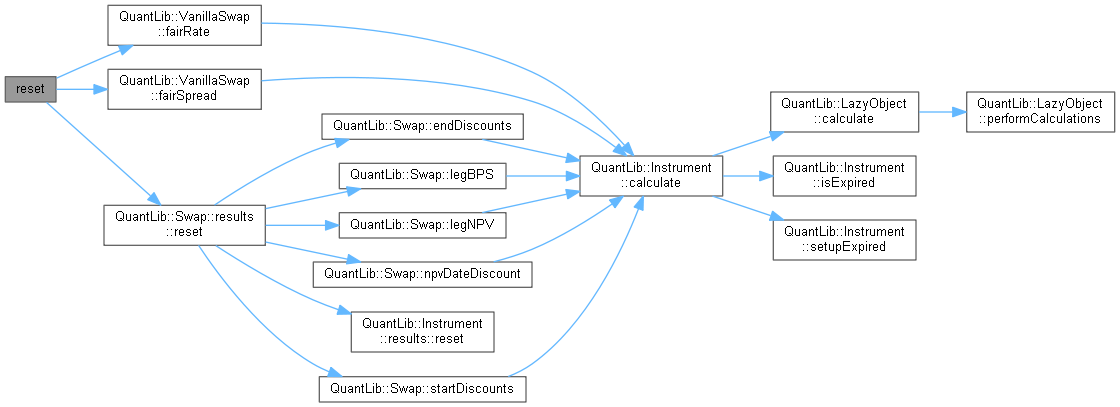 reset
QuantLib::VanillaSwap
::fairRate
QuantLib::VanillaSwap
::fairSpread
QuantLib::Swap::results
::reset
QuantLib::Swap::endDiscounts
QuantLib::Swap::legBPS
QuantLib::Swap::legNPV
QuantLib::Swap::npvDateDiscount
QuantLib::Instrument
::results::reset
QuantLib::Swap::startDiscounts
QuantLib::Instrument
::calculate
QuantLib::LazyObject
::calculate
QuantLib::Instrument
::isExpired
QuantLib::Instrument
::setupExpired
QuantLib::LazyObject
::performCalculations